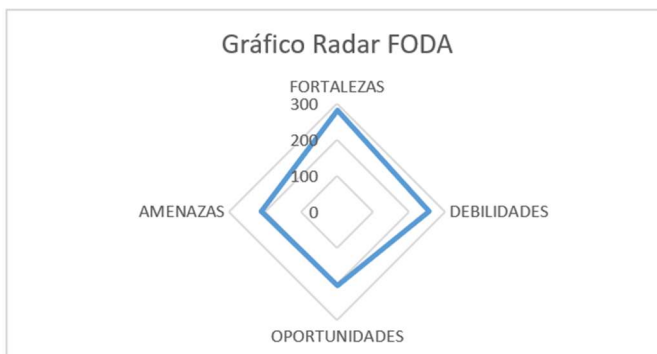 Gráfico Radar FODA
FORTALEZAS
300
200
100
0
AMENAZAS
DEBILIDADES
OPORTUNIDADES